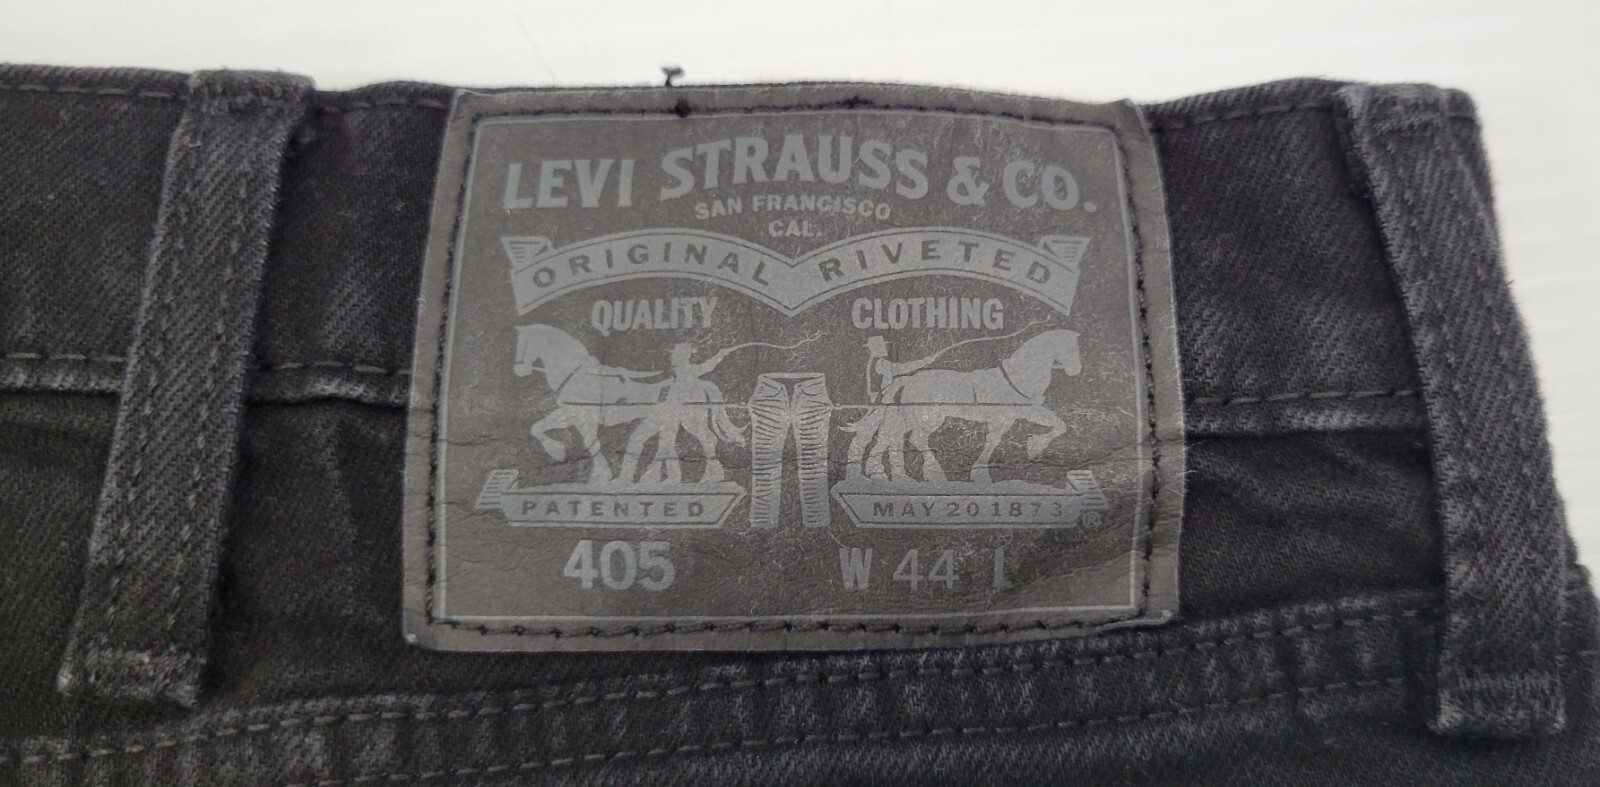 LEVI STRAUSS & CO.
SAN FRANCISCO
CAL.
ORIGINAL RIVETED
QUALITY CLOTHING
PATENTED MAY 20 1873 ®
405 W 44 L